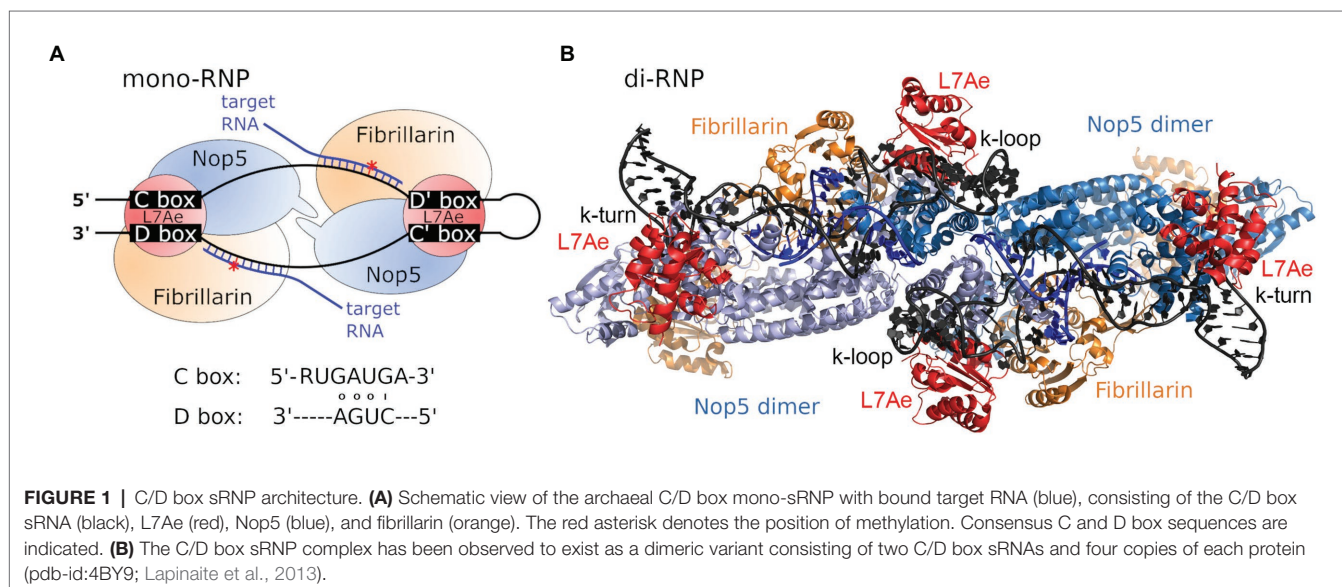 A
mono-RNP
target
RNA
Fibrillarin
Nop5
5'
C box
D' box
L7Ae
L7Ae
3'
D box
C' box
Nop5
Fibrillarin
target
RNA
C box: 5'-RUGAUGA-3'
o o o ı
D box: 3'-----AGUC---5'
B
di-RNP
L7Ae
Fibrillarin
k-loop
Nop5 dimer
k-turn
L7Ae
L7Ae
k-turn
k-loop
Fibrillarin
Nop5 dimer
L7Ae
FIGURE 1 | C/D box sRNP architecture. (A) Schematic view of the archaeal C/D box mono-sRNP with bound target RNA (blue), consisting of the C/D box
sRNA (black), L7Ae (red), Nop5 (blue), and fibrillarin (orange). The red asterisk denotes the position of methylation. Consensus C and D box sequences are
indicated. (B) The C/D box sRNP complex has been observed to exist as a dimeric variant consisting of two C/D box sRNAs and four copies of each protein
(pdb-id:4BY9; Lapinaite et al., 2013).